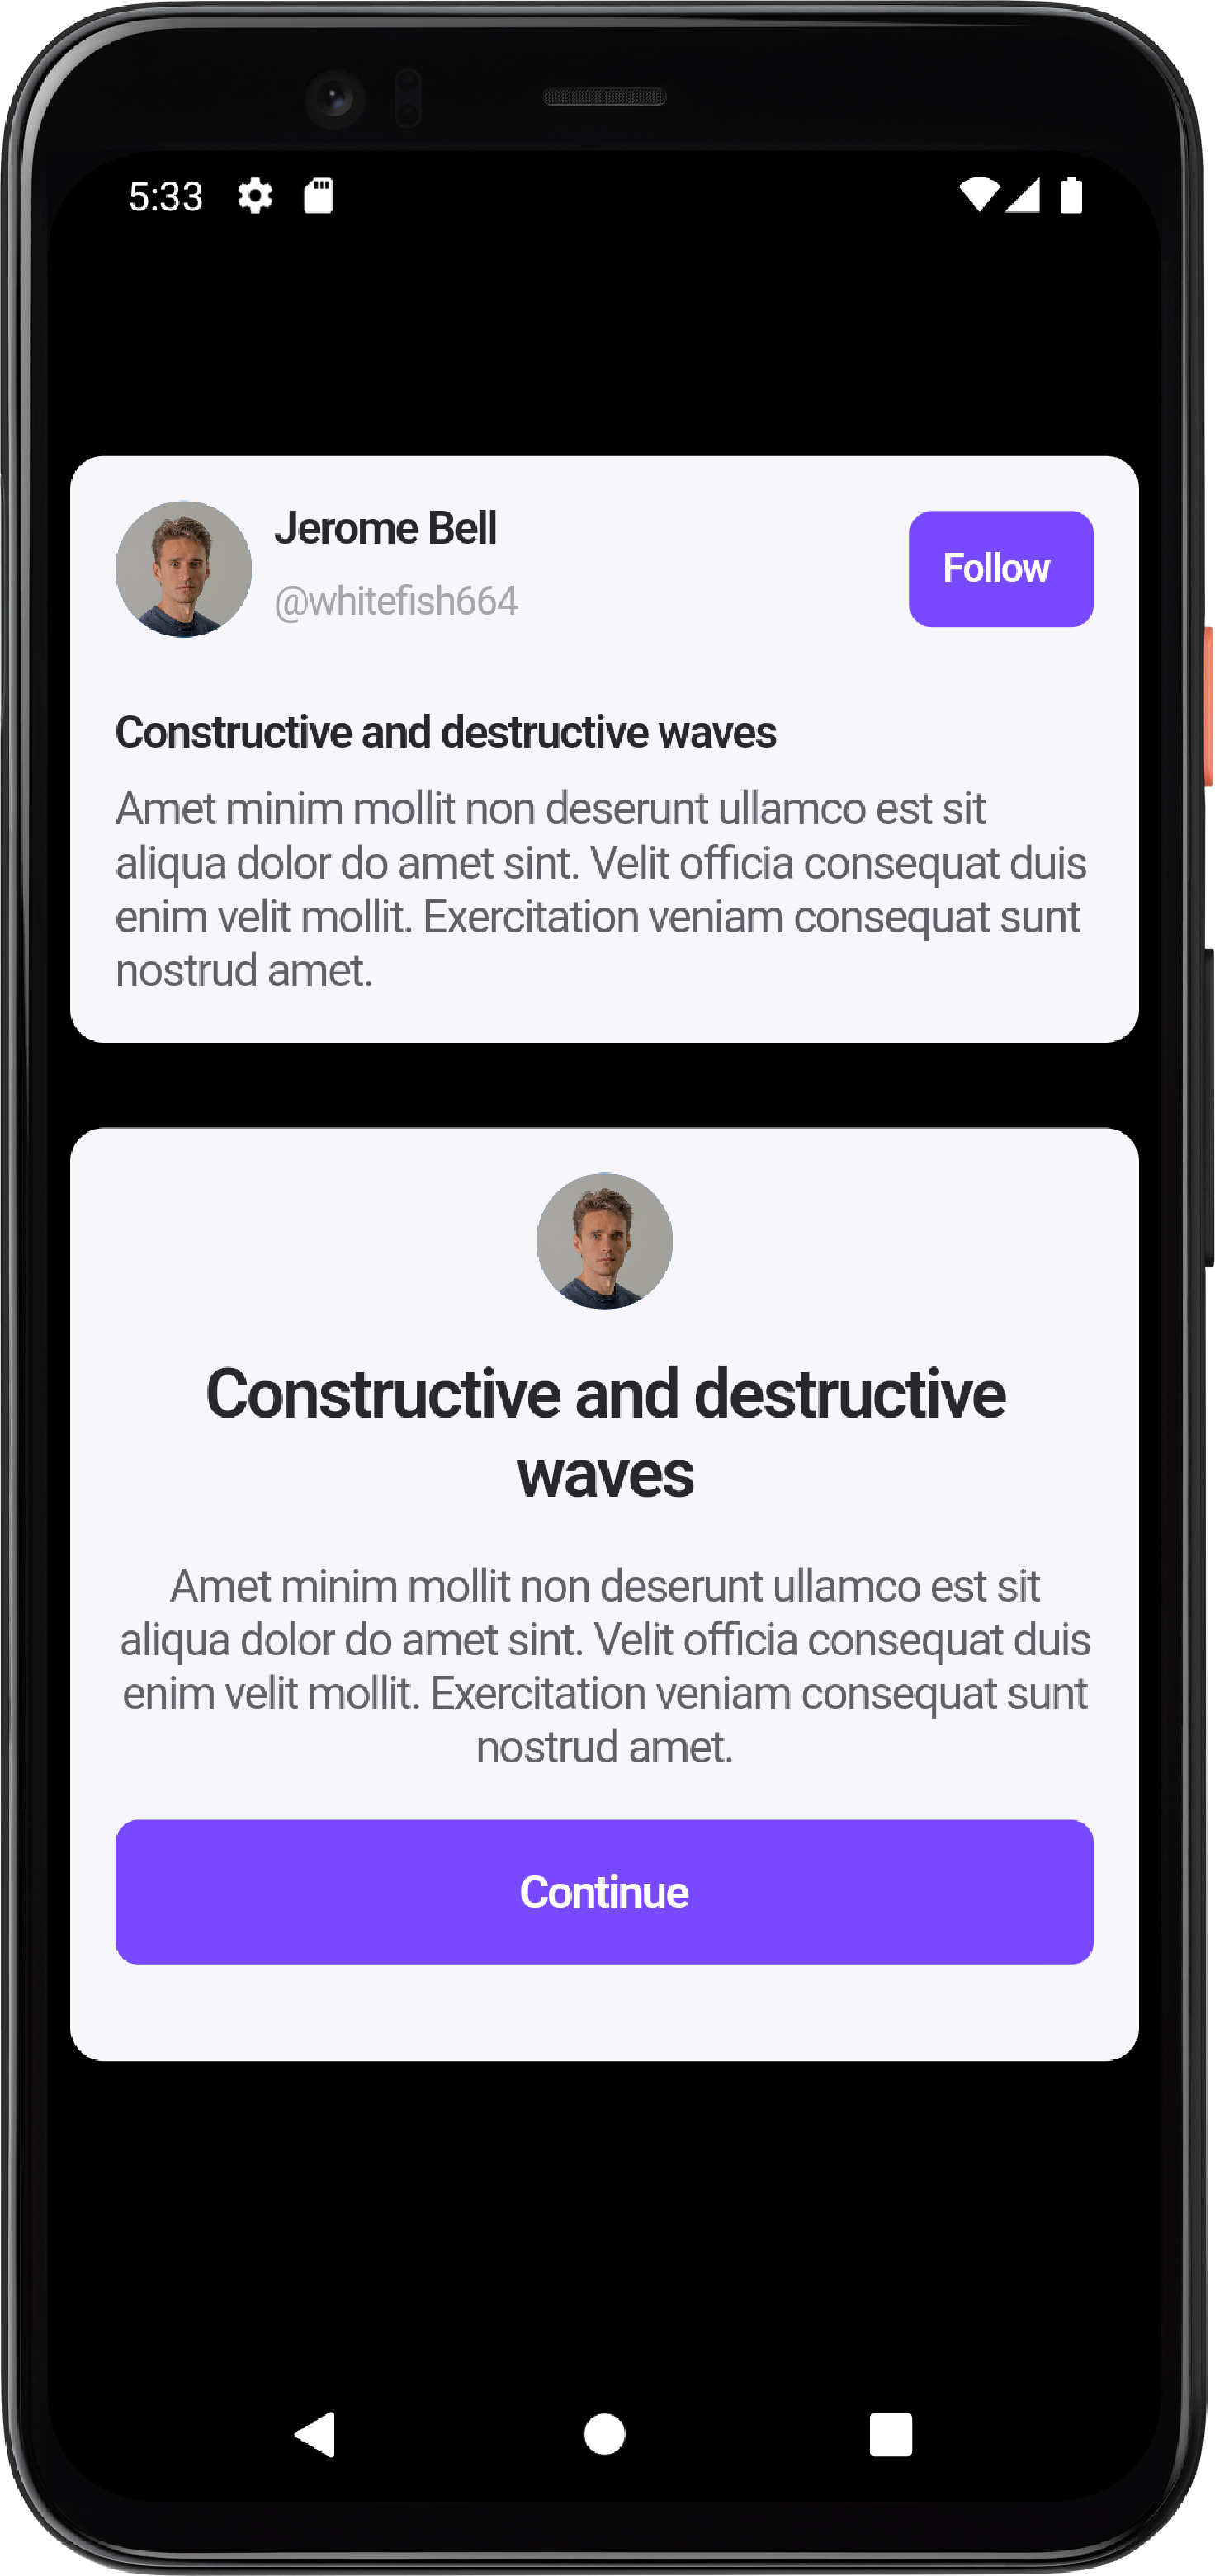 5:33
Jerome Bell
@whitefish664
Follow
Constructive and destructive waves
Amet minim mollit non deserunt ullamco est sit
aliqua dolor do amet sint. Velit officia consequat duis
enim velit mollit. Exercitation veniam consequat sunt
nostrud amet.
Constructive and destructive
waves
Amet minim mollit non deserunt ullamco est sit
aliqua dolor do amet sint. Velit officia consequat duis
enim velit mollit. Exercitation veniam consequat sunt
nostrud amet.
Continue